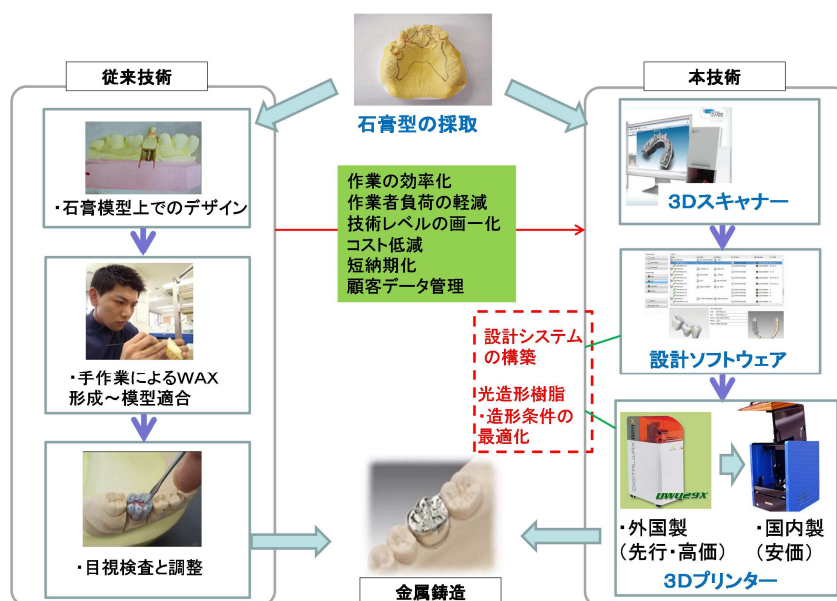 石膏型の採取
従来技術
・石膏模型上でのデザイン
・手作業によるWAX
形成~模型適合
・目視検査と調整
作業の効率化
作業者負荷の軽減
技術レベルの画一化
コスト低減
短納期化
顧客データ管理
本技術
3Dスキャナー
設計ソフトウェア
設計システム
の構築
光造形樹脂
・造形条件の
最適化
DIGITALWAX
・外国製
(先行・高価)
・国内製
(安価)
3Dプリンター
金属鋳造